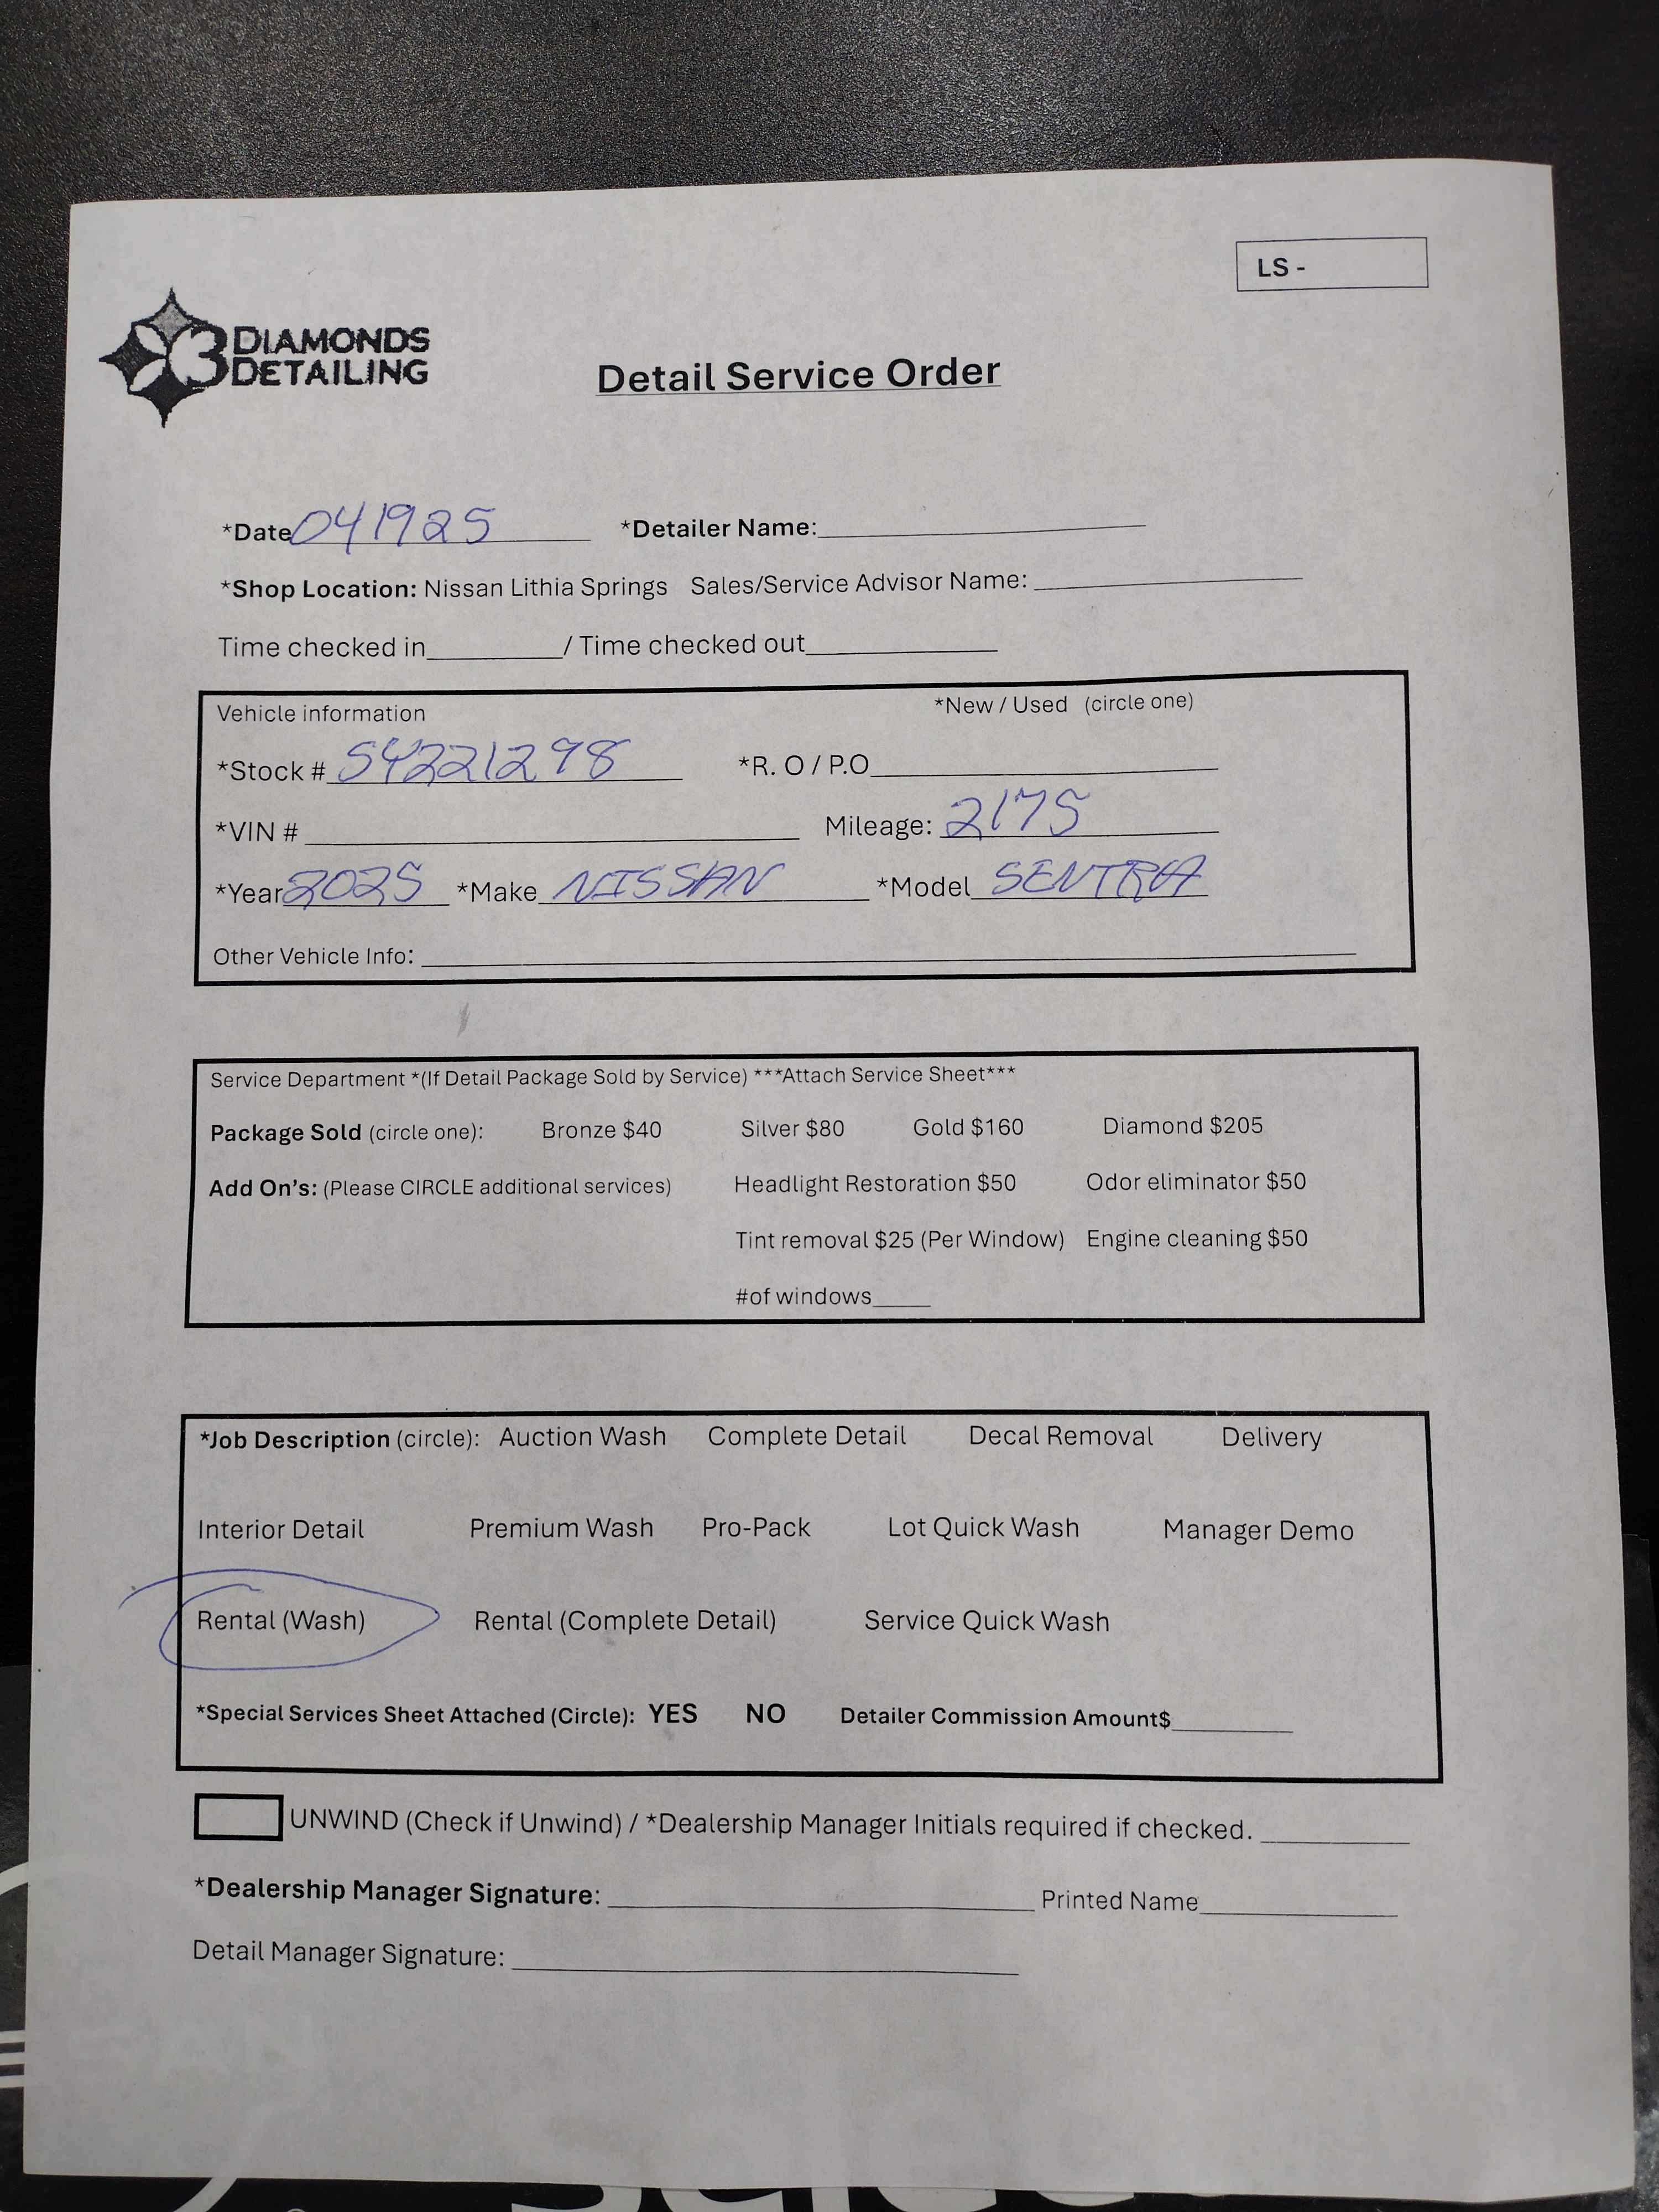 LS -
3 DIAMONDS
DETAILING
Detail Service Order
*Date 041925 *Detailer Name:
*Shop Location: Nissan Lithia Springs Sales/Service Advisor Name:
Time checked in / Time checked out
Vehicle information *New / Used (circle one)
*Stock # SY221298 *R. O / P.O
*VIN # Mileage: 2175
*Year 2025 *Make NISSAN *Model SENTRA
Other Vehicle Info:
Service Department *(If Detail Package Sold by Service) ***Attach Service Sheet***
Package Sold (circle one): Bronze $40 Silver $80 Gold $160 Diamond $205
Add On's: (Please CIRCLE additional services) Headlight Restoration $50 Odor eliminator $50
Tint removal $25 (Per Window) Engine cleaning $50
#of windows
*Job Description (circle): Auction Wash Complete Detail Decal Removal Delivery
Interior Detail Premium Wash Pro-Pack Lot Quick Wash Manager Demo
Rental (Wash) Rental (Complete Detail) Service Quick Wash
*Special Services Sheet Attached (Circle): YES NO Detailer Commission Amount$
UNWIND (Check if Unwind) / *Dealership Manager Initials required if checked.
*Dealership Manager Signature: Printed Name
Detail Manager Signature: